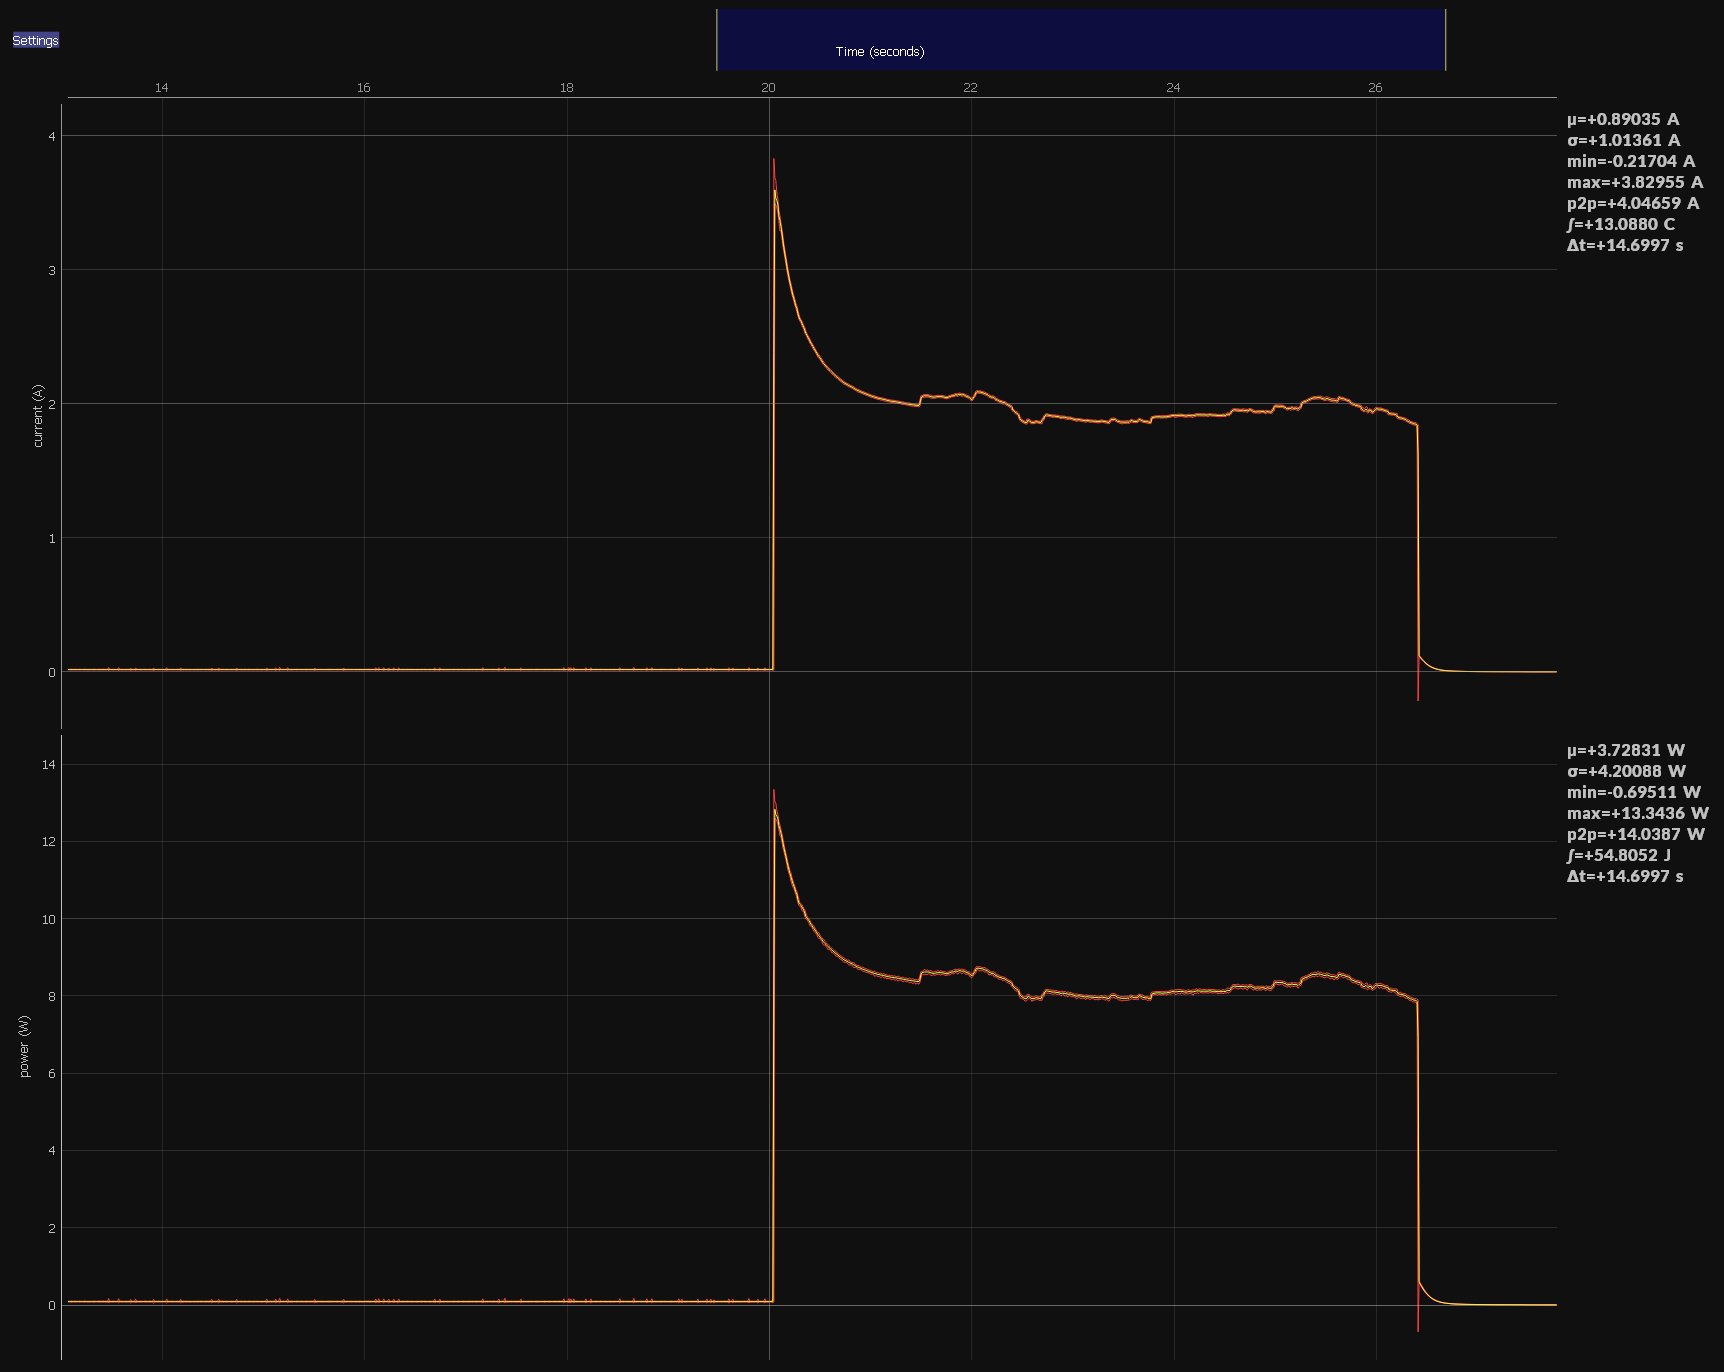 Settings
Time (seconds)
14 16 18 20 22 24 26
4
3
2
1
0
current (A)
μ=+0.89035 A
σ=+1.01361 A
min=-0.21704 A
max=+3.82955 A
p2p=+4.04659 A
∫=+13.0880 C
Δt=+14.6997 s
14
12
10
8
6
4
2
0
power (W)
μ=+3.72831 W
σ=+4.20088 W
min=-0.69511 W
max=+13.3436 W
p2p=+14.0387 W
∫=+54.8052 J
Δt=+14.6997 s